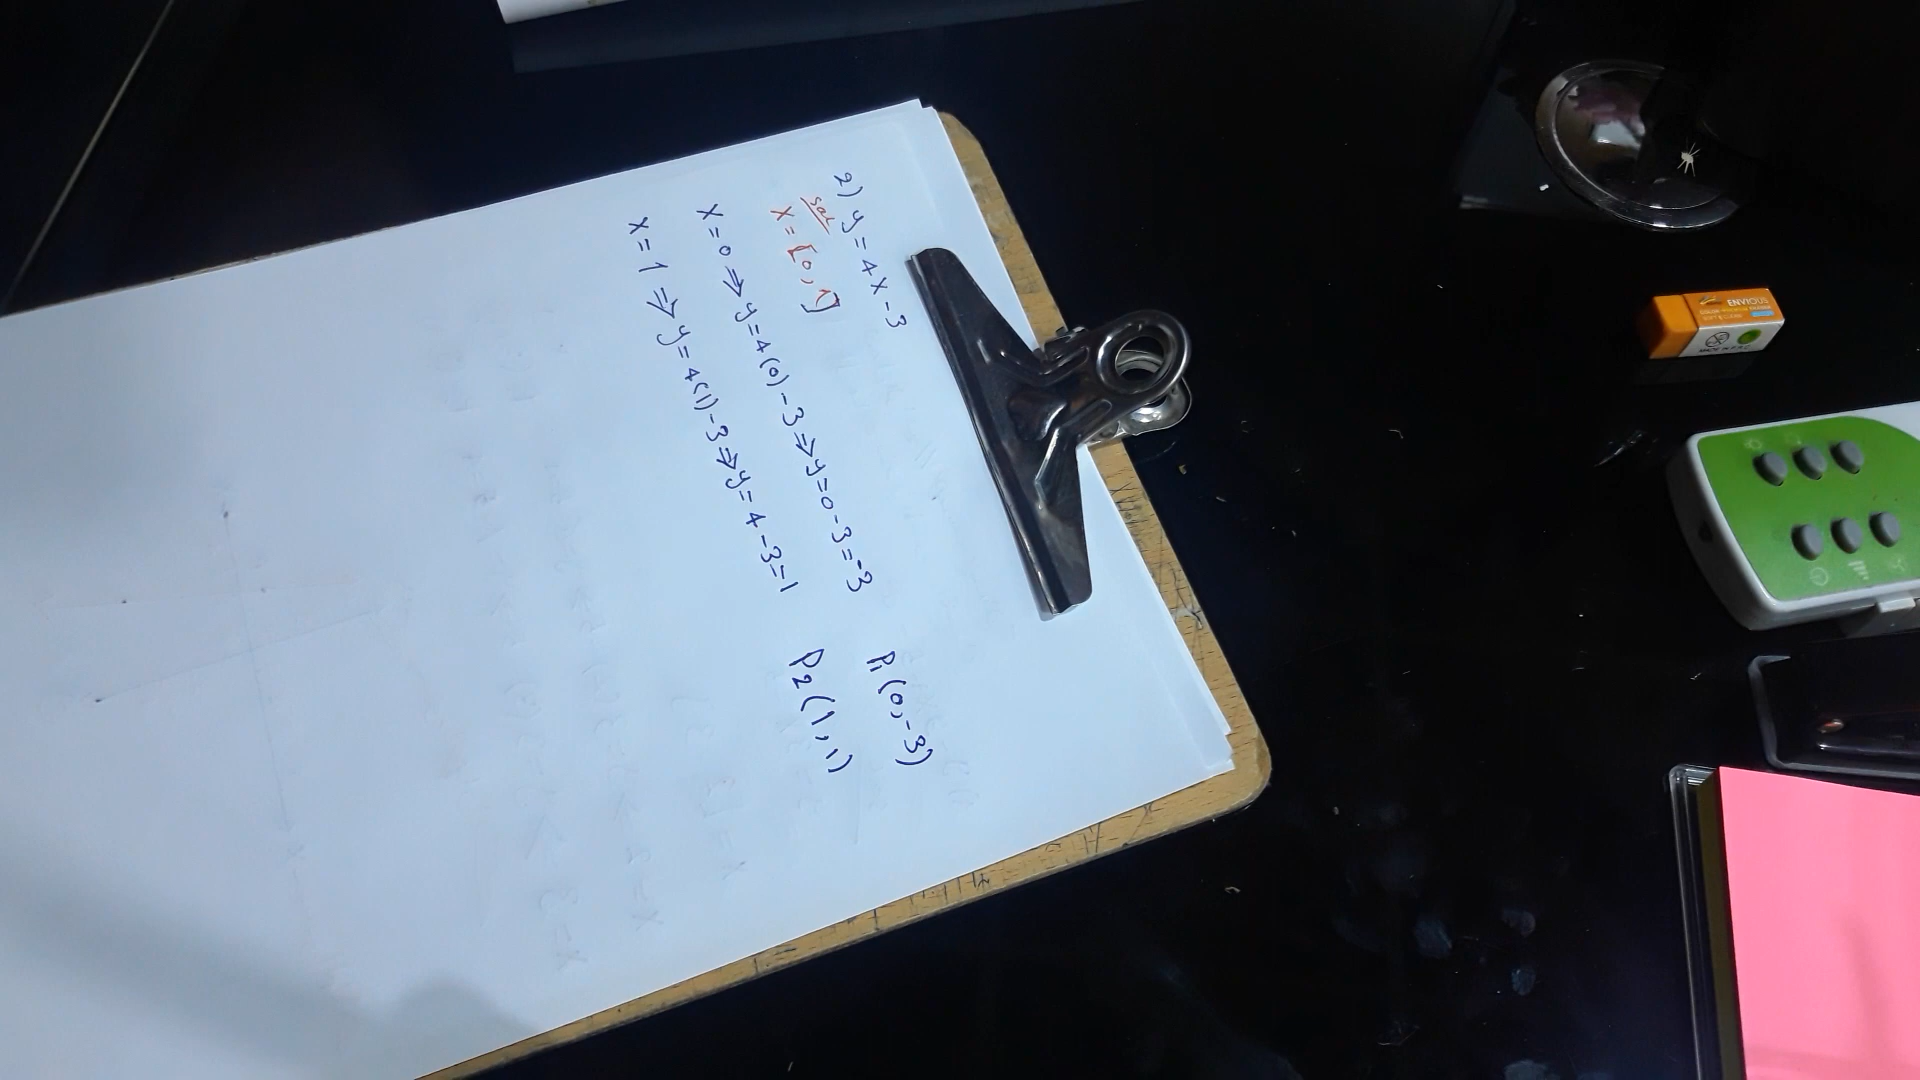 2) y = 4x - 3
sol
x = [0, 1]
x = 0 ⇒ y = 4(0) - 3 ⇒ y = 0 - 3 = -3 P1 (0, -3)
x = 1 ⇒ y = 4(1) - 3 ⇒ y = 4 - 3 = 1 P2 (1, 1)
ENVIOUS